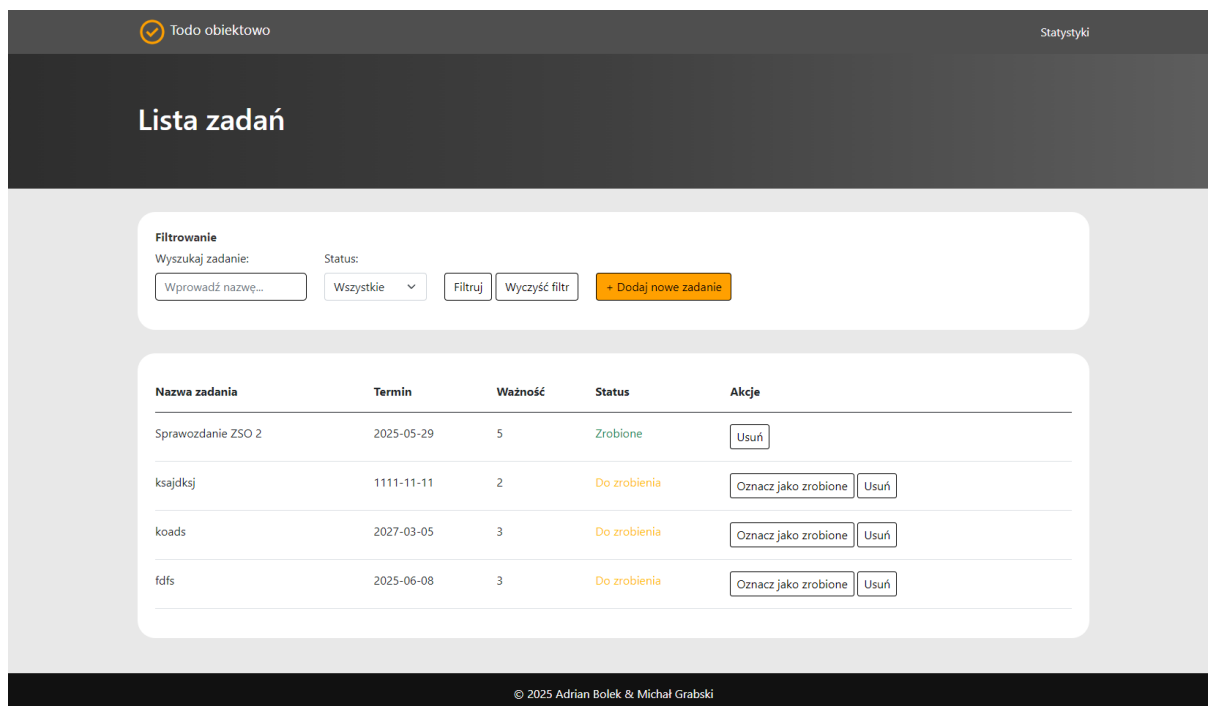 Todo obiektowo Statystyki
Lista zadań
Filtrowanie
Wyszukaj zadanie: Status:
Wprowadź nazwę... Wszystkie Filtruj Wyczyść filtr + Dodaj nowe zadanie
Nazwa zadania Termin Ważność Status Akcje
Sprawozdanie ZSO 2 2025-05-29 5 Zrobione Usuń
ksajdksj 1111-11-11 2 Do zrobienia Oznacz jako zrobione Usuń
koads 2027-03-05 3 Do zrobienia Oznacz jako zrobione Usuń
fdfs 2025-06-08 3 Do zrobienia Oznacz jako zrobione Usuń
© 2025 Adrian Bolek & Michał Grabski